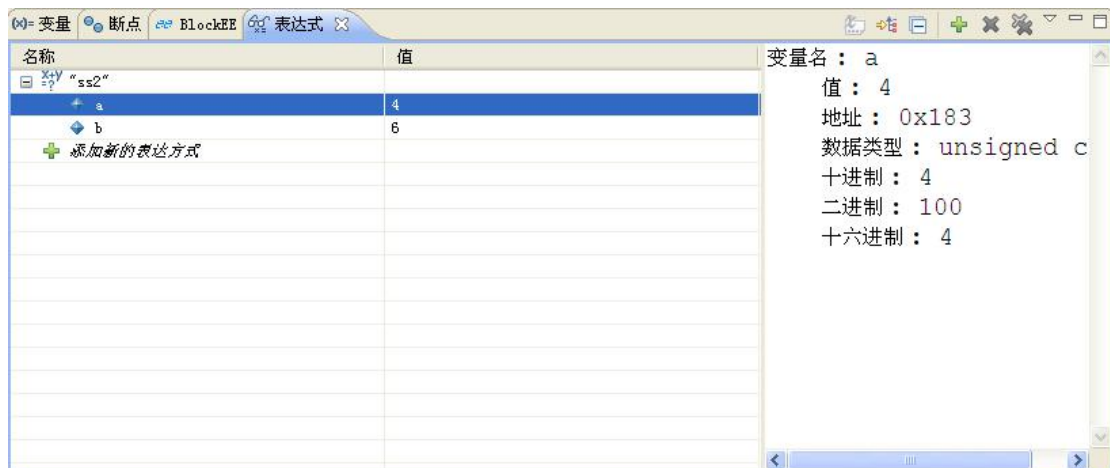 (x)= 变量 断点 BlockEE 表达式
名称 值
"ss2"
a 4
b 6
添加新的表达方式
变量名： a
值： 4
地址： 0x183
数据类型： unsigned c
十进制： 4
二进制： 100
十六进制： 4